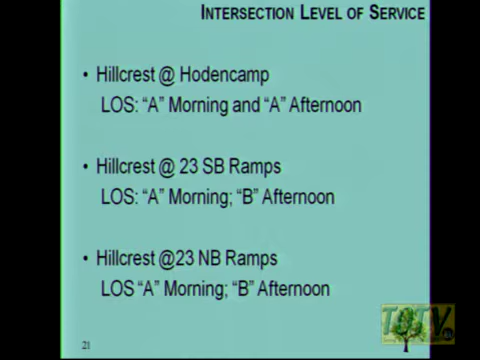 INTERSECTION LEVEL OF SERVICE
• Hillcrest @ Hodencamp
LOS: “A” Morning and “A” Afternoon
• Hillcrest @ 23 SB Ramps
LOS: “A” Morning; “B” Afternoon
• Hillcrest @23 NB Ramps
LOS “A” Morning; “B” Afternoon
21
TOTV